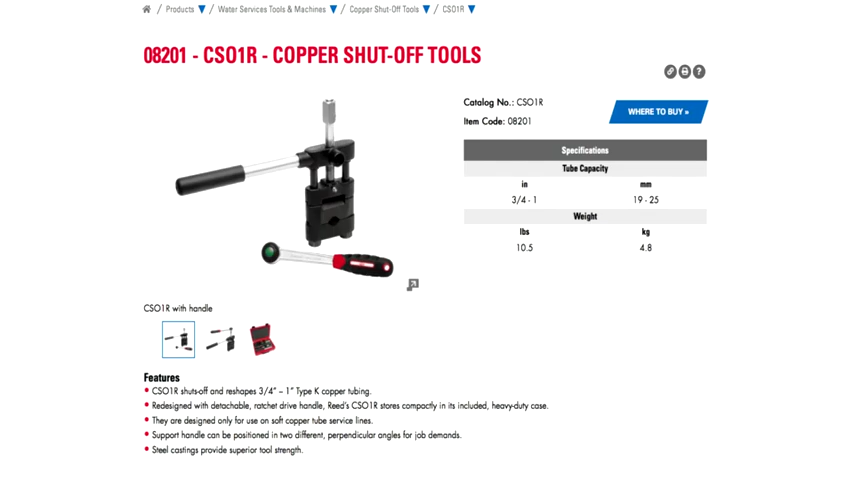 / Products / Water Services Tools & Machines / Copper Shut-Off Tools / CSO1R
08201 - CSO1R - COPPER SHUT-OFF TOOLS
?
Catalog No.: CSO1R
WHERE TO BUY »
Item Code: 08201
Specifications
Tube Capacity
in mm
3/4 - 1 19 - 25
Weight
lbs kg
10.5 4.8
CSO1R with handle
Features
• CSO1R shuts-off and reshapes 3/4” – 1” Type K copper tubing.
• Redesigned with detachable, ratchet drive handle, Reed’s CSO1R stores compactly in its included, heavy-duty case.
• They are designed only for use on soft copper tube service lines.
• Support handle can be positioned in two different, perpendicular angles for job demands.
• Steel castings provide superior tool strength.